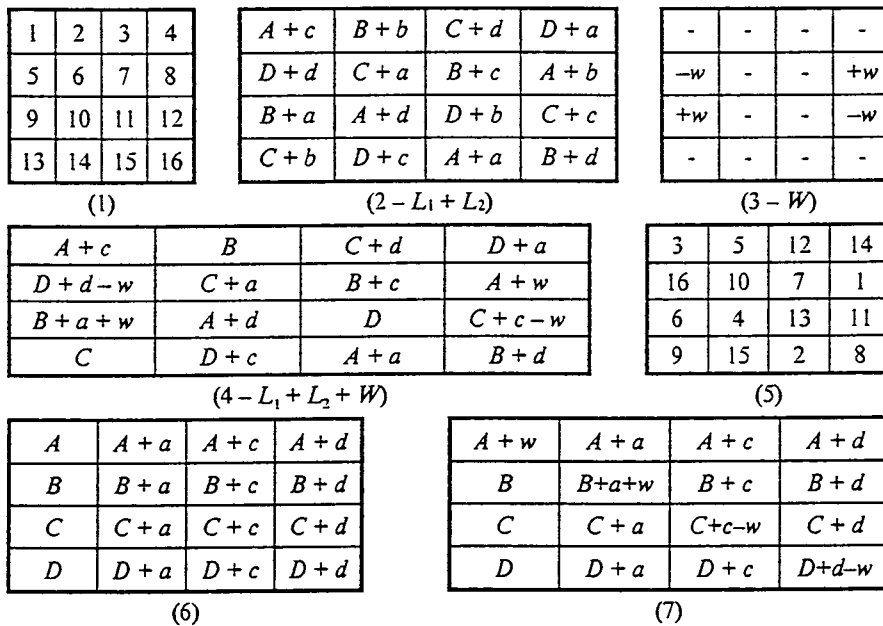 1 2 3 4
5 6 7 8
9 10 11 12
13 14 15 16
(1)
A + c B + b C + d D + a
D + d C + a B + c A + b
B + a A + d D + b C + c
C + b D + c A + a B + d
(2 – L₁ + L₂)
- - - -
–w - - +w
+w - - –w
- - - -
(3 – W)
A + c B C + d D + a
D + d – w C + a B + c A + w
B + a + w A + d D C + c – w
C D + c A + a B + d
(4 – L₁ + L₂ + W)
3 5 12 14
16 10 7 1
6 4 13 11
9 15 2 8
(5)
A A + a A + c A + d
B B + a B + c B + d
C C + a C + c C + d
D D + a D + c D + d
(6)
A + w A + a A + c A + d
B B+a+w B + c B + d
C C + a C+c–w C + d
D D + a D + c D+d–w
(7)